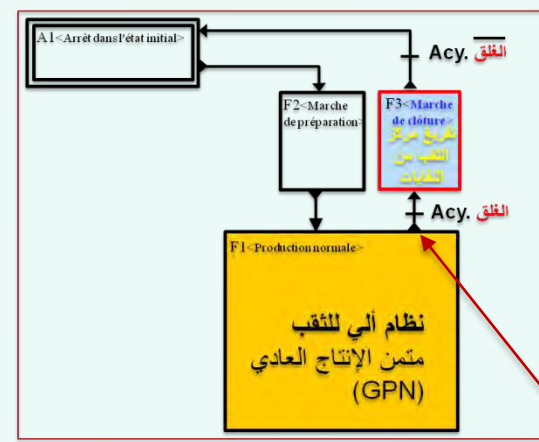 A1<Arrêt dans l'état initial>
Acy. الغلق
F2<Marche
de préparation>
F3<Marche
de clôture>
تفريغ مركز
الثقب من
النفايات
Acy. الغلق
F1<Production normale>
نظام ألي للثقب
متمن الإنتاج العادي
(GPN)